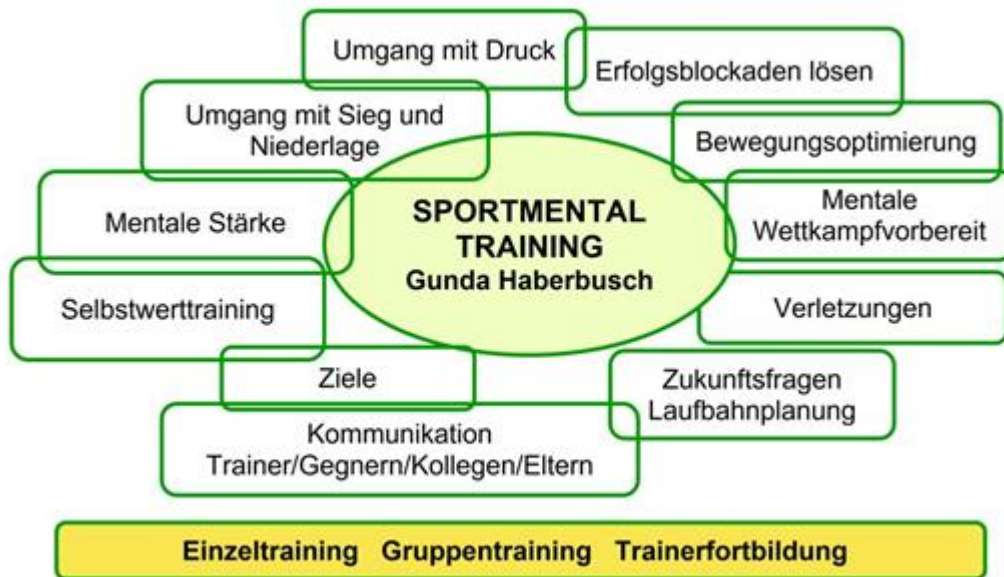 Umgang mit Druck
Erfolgsblockaden lösen
Umgang mit Sieg und
Niederlage
Bewegungsoptimierung
Mentale Stärke
SPORTMENTAL
TRAINING
Gunda Haberbusch
Mentale
Wettkampfvorbereit
Selbstwerttraining
Verletzungen
Ziele
Zukunftsfragen
Laufbahnplanung
Kommunikation
Trainer/Gegnern/Kollegen/Eltern
Einzeltraining Gruppentraining Trainerfortbildung